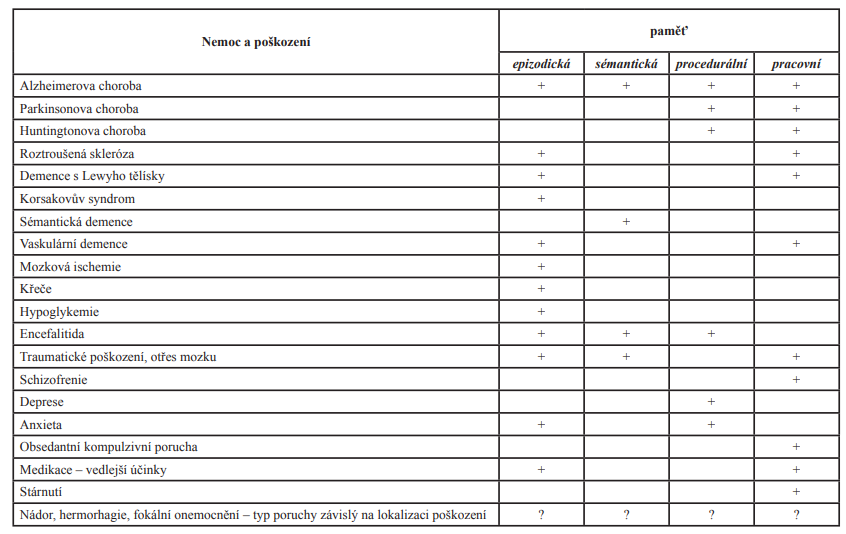 Nemoc a poškození
paměť
epizodická sémantická procedurální pracovní
Alzheimerova choroba + + + +
Parkinsonova choroba + +
Huntingtonova choroba + +
Roztroušená skleróza + +
Demence s Lewyho tělísky + +
Korsakovův syndrom +
Sémantická demence +
Vaskulární demence + +
Mozková ischemie +
Křeče +
Hypoglykemie +
Encefalitida + + +
Traumatické poškození, otřes mozku + + +
Schizofrenie +
Deprese +
Anxieta + +
Obsedantní kompulzivní porucha +
Medikace – vedlejší účinky + +
Stárnutí +
Nádor, hermorhagie, fokální onemocnění – typ poruchy závislý na lokalizaci poškození ? ? ? ?